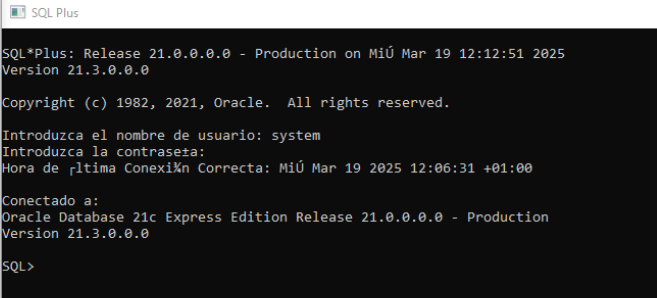 SQL Plus
SQL*Plus: Release 21.0.0.0.0 - Production on MiÚ Mar 19 12:12:51 2025
Version 21.3.0.0.0
Copyright (c) 1982, 2021, Oracle.  All rights reserved.
Introduzca el nombre de usuario: system
Introduzca la contrase±a:
Hora de ┌ltima Conexi¾n Correcta: MiÚ Mar 19 2025 12:06:31 +01:00
Conectado a:
Oracle Database 21c Express Edition Release 21.0.0.0.0 - Production
Version 21.3.0.0.0
SQL>